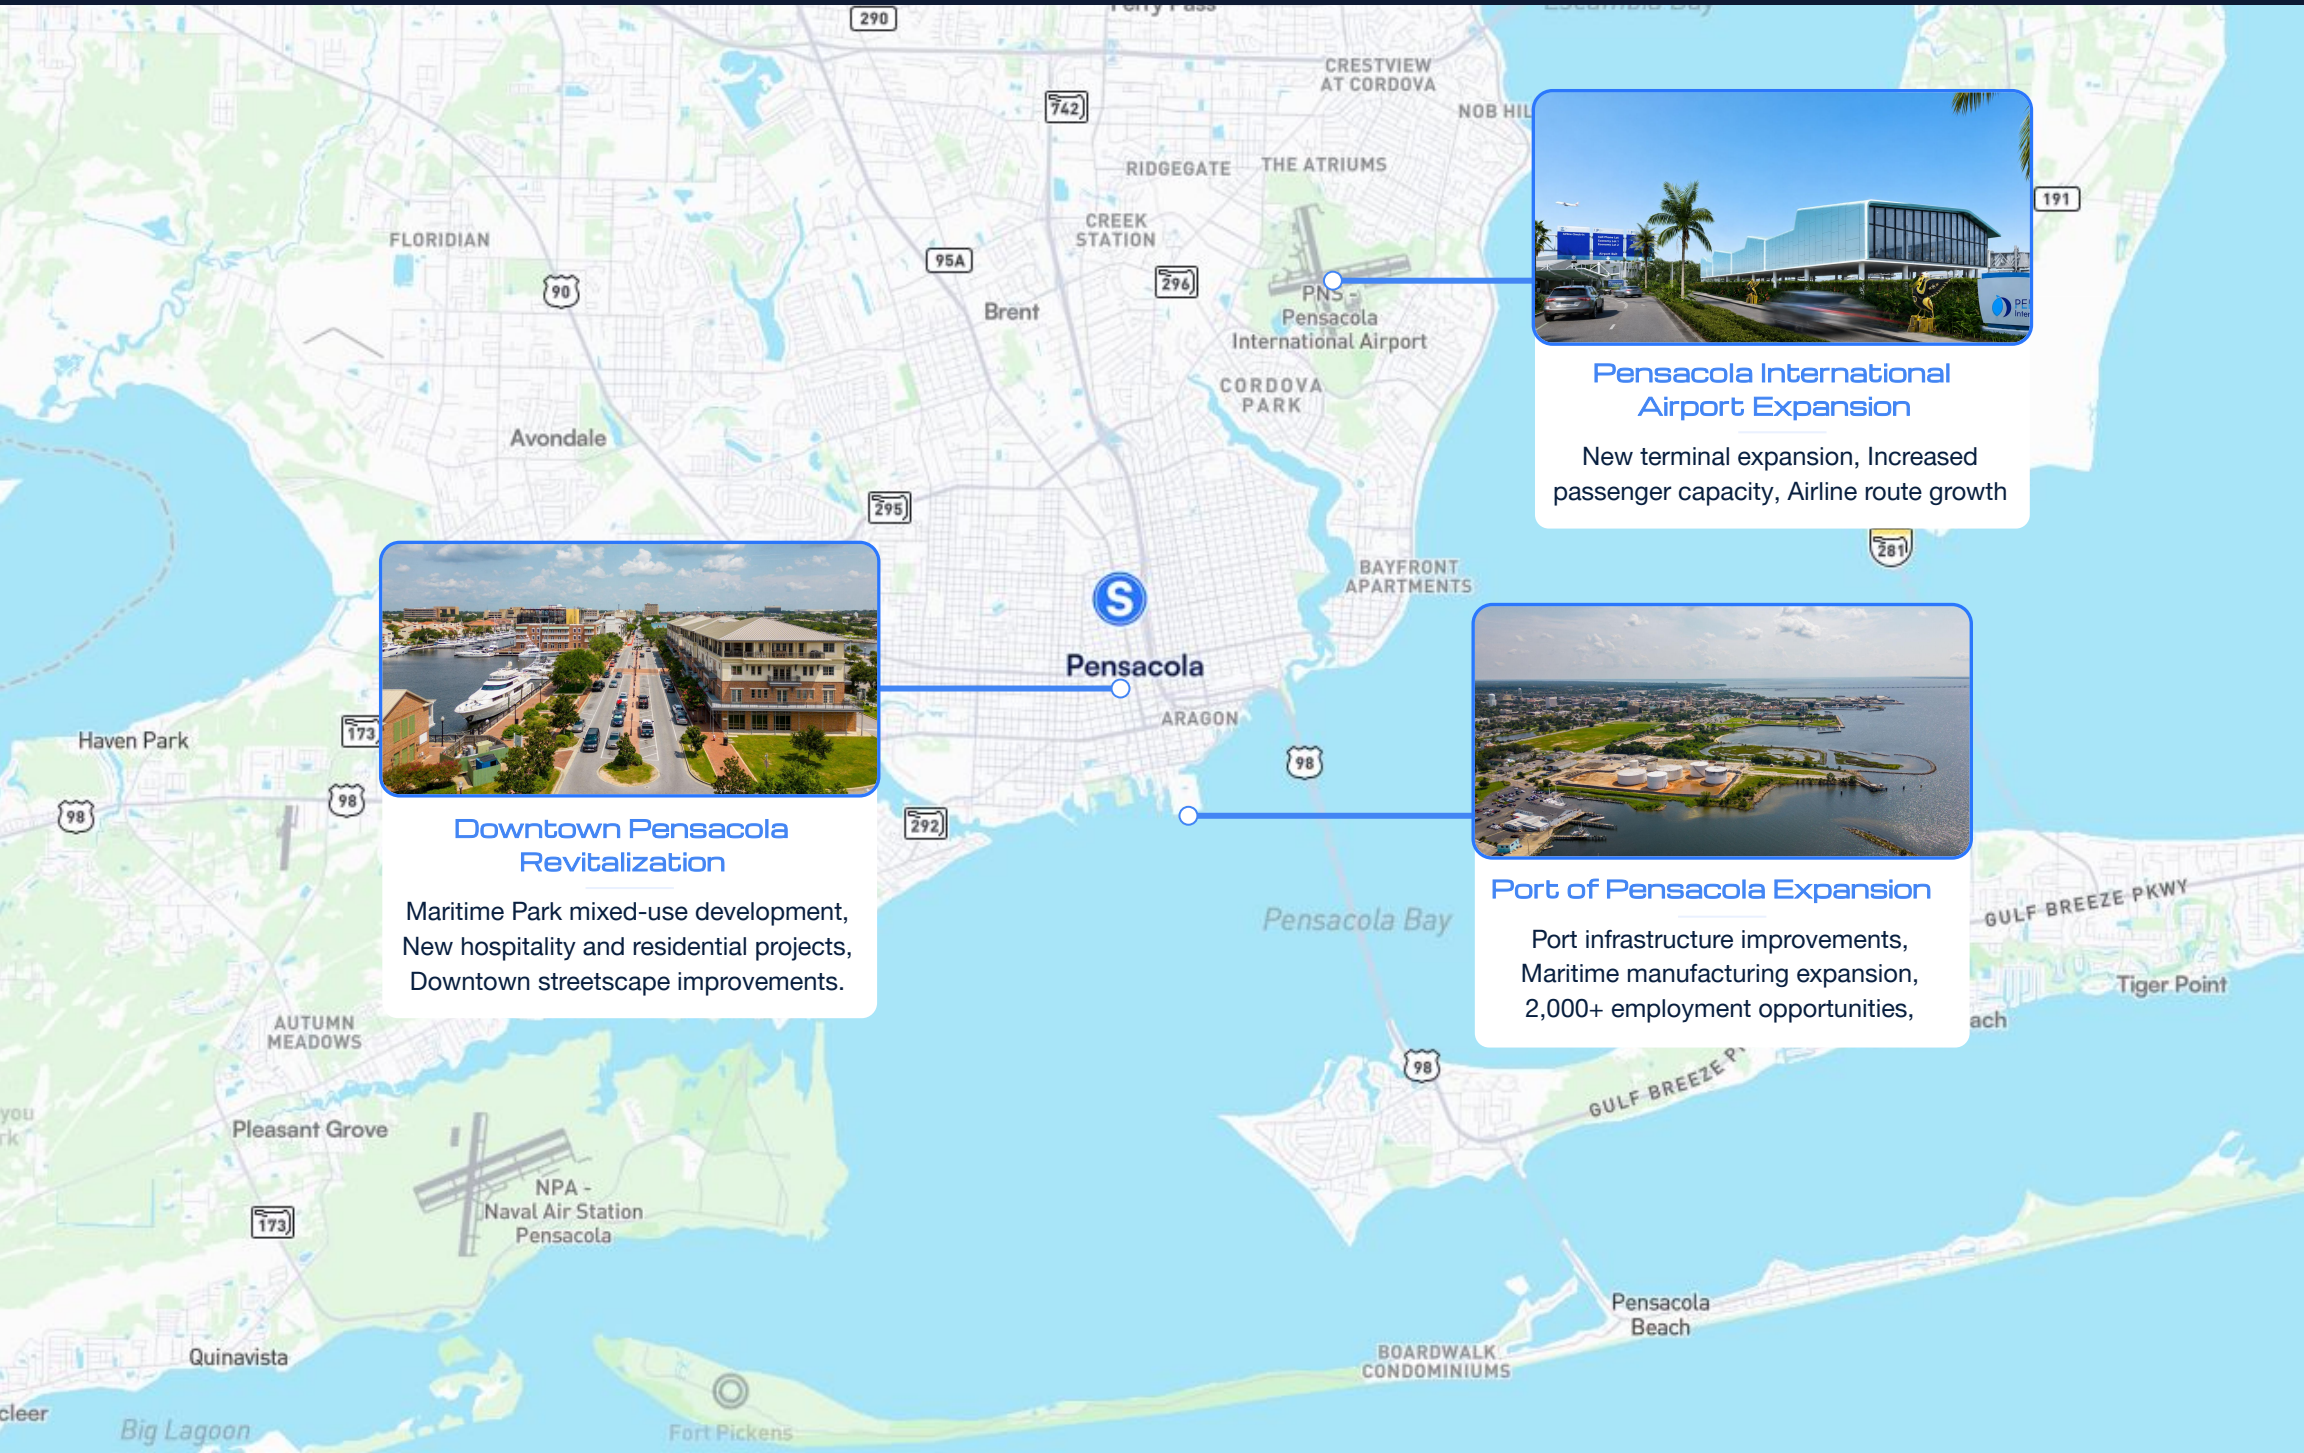 290
CRESTVIEW
AT CORDOVA
742
NOB HIL
RIDGEGATE
THE ATRIUMS
191
CREEK
STATION
FLORIDIAN
95A
296
90
PNS -
Pensacola
International Airport
Brent
CORDOVA
PARK
Pensacola International
Airport Expansion
New terminal expansion, Increased
passenger capacity, Airline route growth
Avondale
295
281
BAYFRONT
APARTMENTS
S
Pensacola
ARAGON
Haven Park
173
98
98
98
292
Downtown Pensacola
Revitalization
Maritime Park mixed-use development,
New hospitality and residential projects,
Downtown streetscape improvements.
Port of Pensacola Expansion
Port infrastructure improvements,
Maritime manufacturing expansion,
2,000+ employment opportunities,
Pensacola Bay
GULF BREEZE PKWY
Tiger Point
ach
AUTUMN
MEADOWS
98
GULF BREEZE P
you
rk
Pleasant Grove
NPA -
Naval Air Station
Pensacola
173
Pensacola
Beach
Quinavista
BOARDWALK
CONDOMINIUMS
cleer
Big Lagoon
Fort Pickens